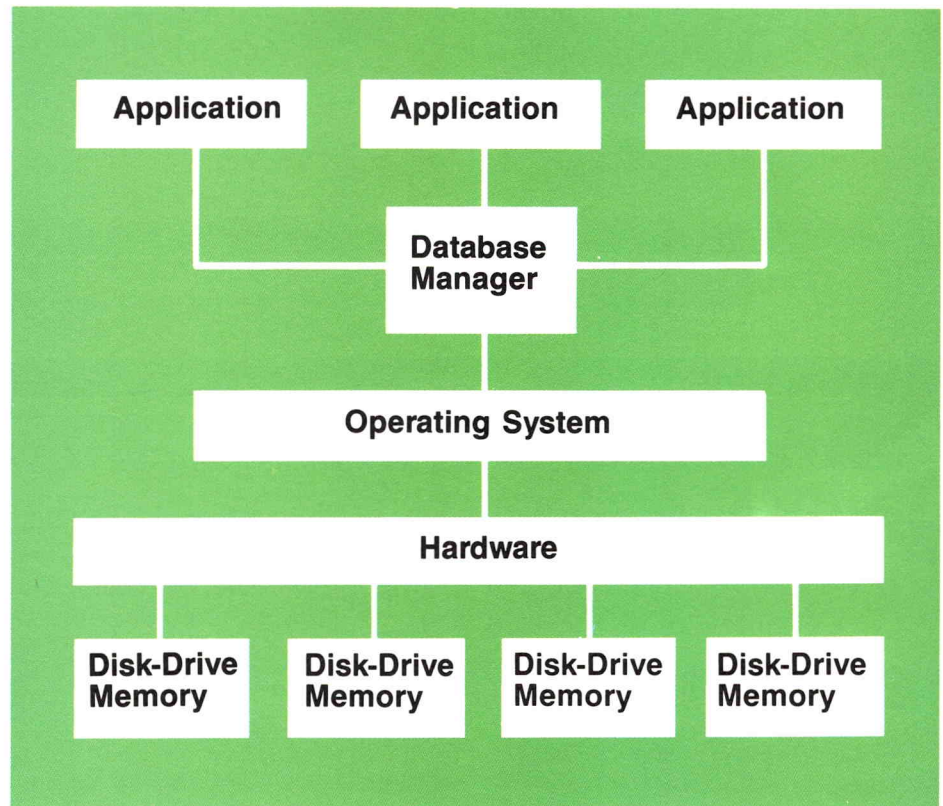 Application
Application
Application
Database
Manager
Operating System
Hardware
Disk-Drive
Memory
Disk-Drive
Memory
Disk-Drive
Memory
Disk-Drive
Memory